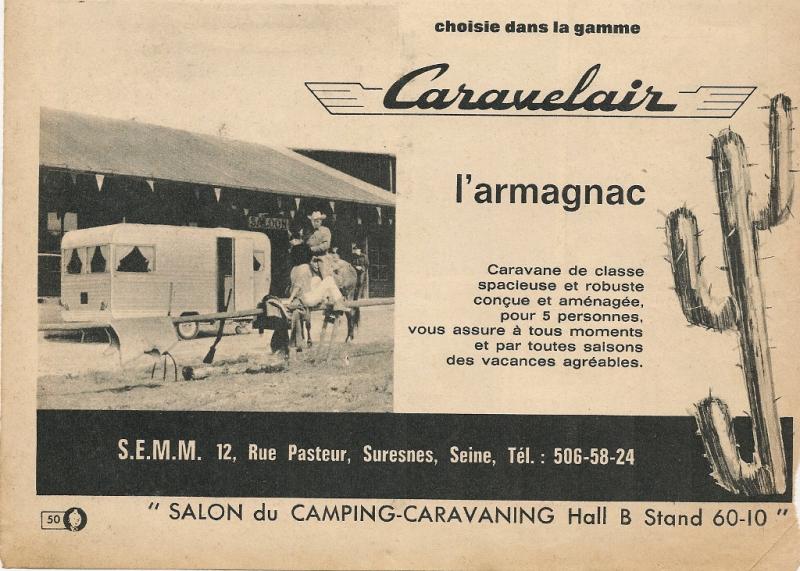 choisie dans la gamme
Caravelair
l'armagnac
SALOON
Caravane de classe
spacieuse et robuste
conçue et aménagée,
pour 5 personnes,
vous assure à tous moments
et par toutes saisons
des vacances agréables.
S.E.M.M. 12, Rue Pasteur, Suresnes, Seine, Tél. : 506-58-24
50
" SALON du CAMPING-CARAVANING Hall B Stand 60-10 "